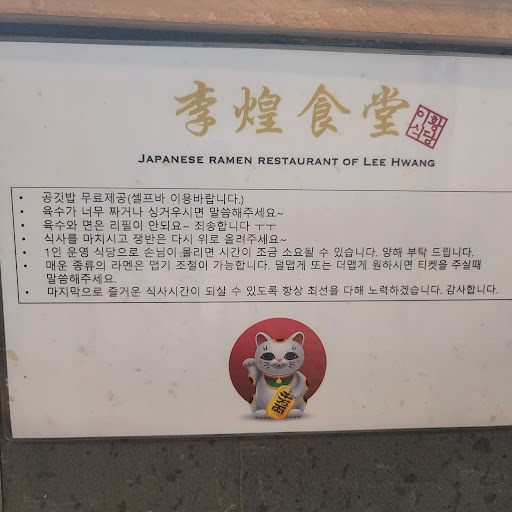 李煌食堂
이황식당
JAPANESE RAMEN RESTAURANT OF LEE HWANG
• 공깃밥 무료제공(셀프바 이용바랍니다.)
• 육수가 너무 짜거나 싱거우시면 말씀해주세요~
• 육수와 면은 리필이 안되요~ 죄송합니다 ㅜㅜ
• 식사를 마치시고 쟁반은 다시 위로 올려주세요~
• 1인 운영 식당으로 손님이 몰리면 시간이 조금 소요될 수 있습니다. 양해 부탁 드립니다.
• 매운 종류의 라멘은 맵기 조절이 가능합니다. 덜맵게 또는 더맵게 원하시면 티켓을 주실때
말씀해주세요.
• 마지막으로 즐거운 식사시간이 되실 수 있도록 항상 최선을 다해 노력하겠습니다. 감사합니다.